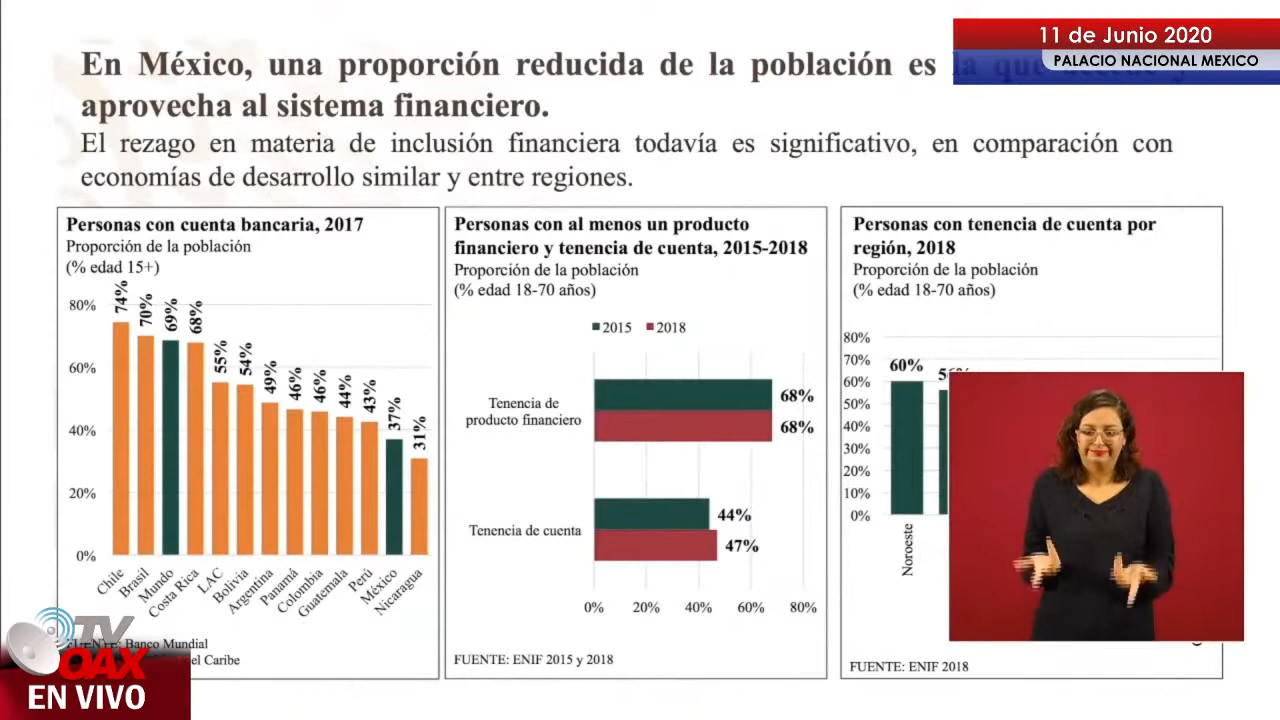 11 de Junio 2020
PALACIO NACIONAL MEXICO
En México, una proporción reducida de la población es
aprovecha al sistema financiero.
El rezago en materia de inclusión financiera todavía es significativo, en comparación con
economías de desarrollo similar y entre regiones.
Personas con cuenta bancaria, 2017
Proporción de la población
(% edad 15+)
80%
60%
40%
20%
0%
74%
70%
69%
68%
55%
54%
49%
46%
46%
44%
43%
37%
31%
Chile
Brasil
Mundo
Costa Rica
LAC
Bolivia
Argentina
Panamá
Colombia
Guatemala
Perú
México
Nicaragua
FUENTE: Banco Mundial
el Caribe
Personas con al menos un producto
financiero y tenencia de cuenta, 2015-2018
Proporción de la población
(% edad 18-70 años)
2015 2018
Tenencia de
producto financiero
68%
68%
Tenencia de cuenta
44%
47%
0% 20% 40% 60% 80%
FUENTE: ENIF 2015 y 2018
Personas con tenencia de cuenta por
región, 2018
Proporción de la población
(% edad 18-70 años)
80%
70%
60%
50%
40%
30%
20%
10%
0%
60%
Noroeste
FUENTE: ENIF 2018
TV
OAX
EN VIVO